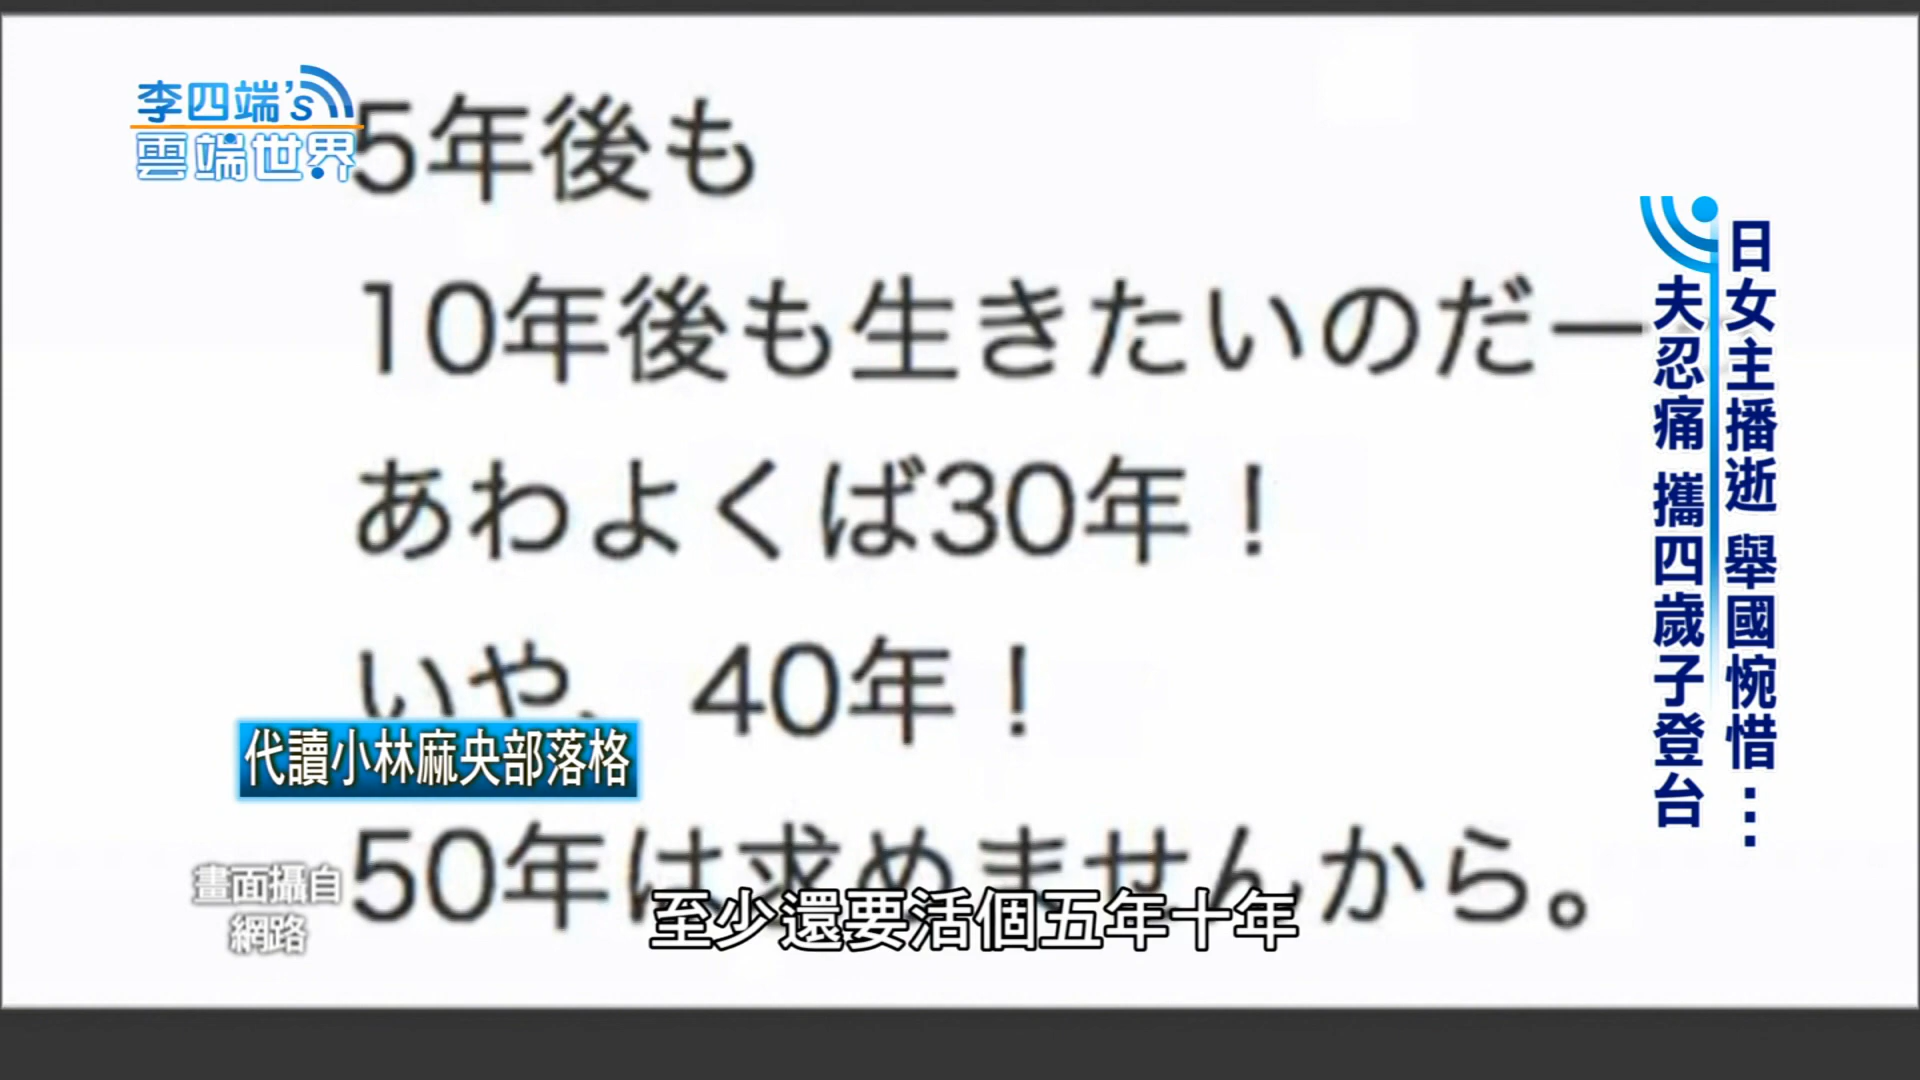 李四端's
雲端世界
5年後も
10年後も生きたいのだー
あわよくば30年！
いや、40年！
50年は求めませんから。
代讀小林麻央部落格
畫面攝自
網路
至少還要活個五年十年
日女主播逝 舉國惋惜…
夫忍痛 攜四歲子登台